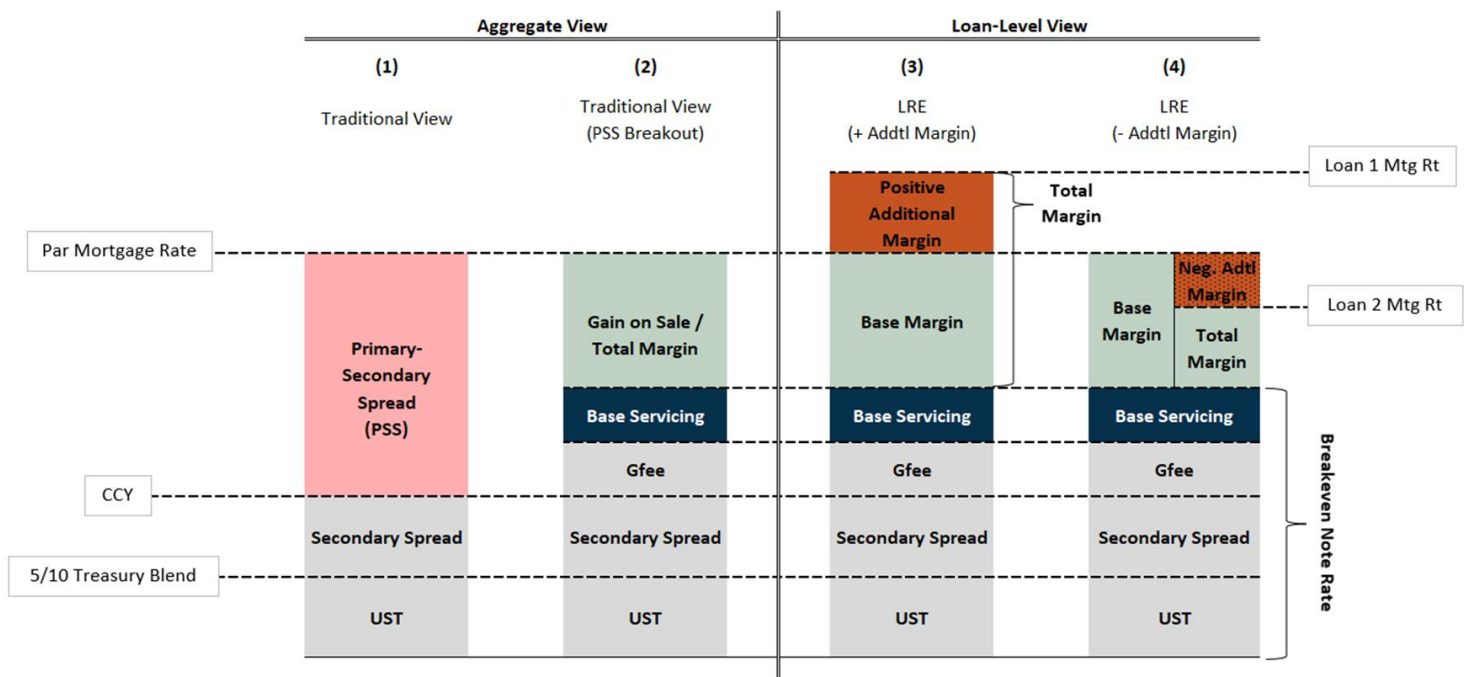 Aggregate View
Loan-Level View
(1)
(2)
(3)
(4)
Traditional View
Traditional View
(PSS Breakout)
LRE
(+ Addtl Margin)
LRE
(- Addtl Margin)
Loan 1 Mtg Rt
Positive
Additional
Margin
Total
Margin
Par Mortgage Rate
Primary-
Secondary
Spread
(PSS)
Gain on Sale /
Total Margin
Base Margin
Base
Margin
Neg. Adtl
Margin
Total
Margin
Loan 2 Mtg Rt
Base Servicing
Base Servicing
Base Servicing
Gfee
Gfee
Gfee
CCY
Secondary Spread
Secondary Spread
Secondary Spread
Secondary Spread
5/10 Treasury Blend
UST
UST
UST
UST
Breakeven Note Rate